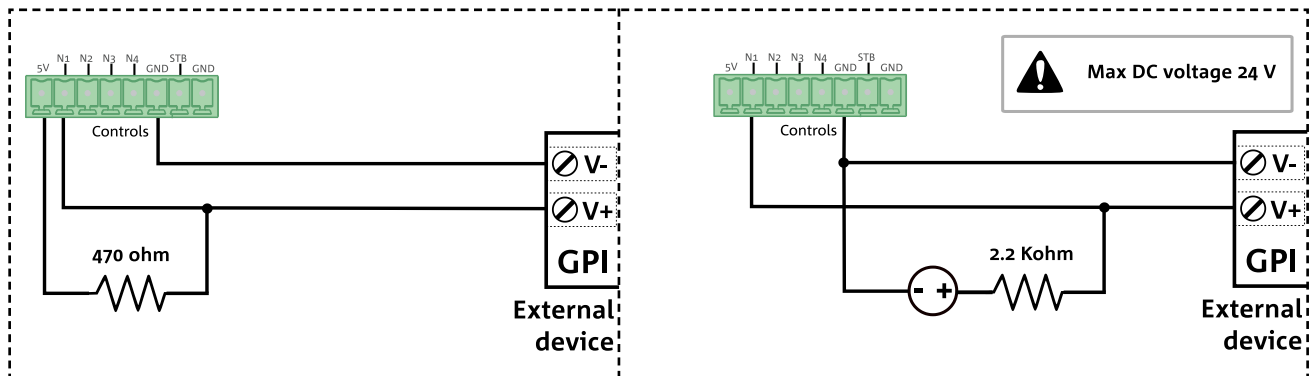 5V N1 N2 N3 N4 GND STB GND
Controls
V-
V+
470 ohm
GPI
External
device
Max DC voltage 24 V
5V N1 N2 N3 N4 GND STB GND
Controls
V-
V+
2.2 Kohm
- +
GPI
External
device